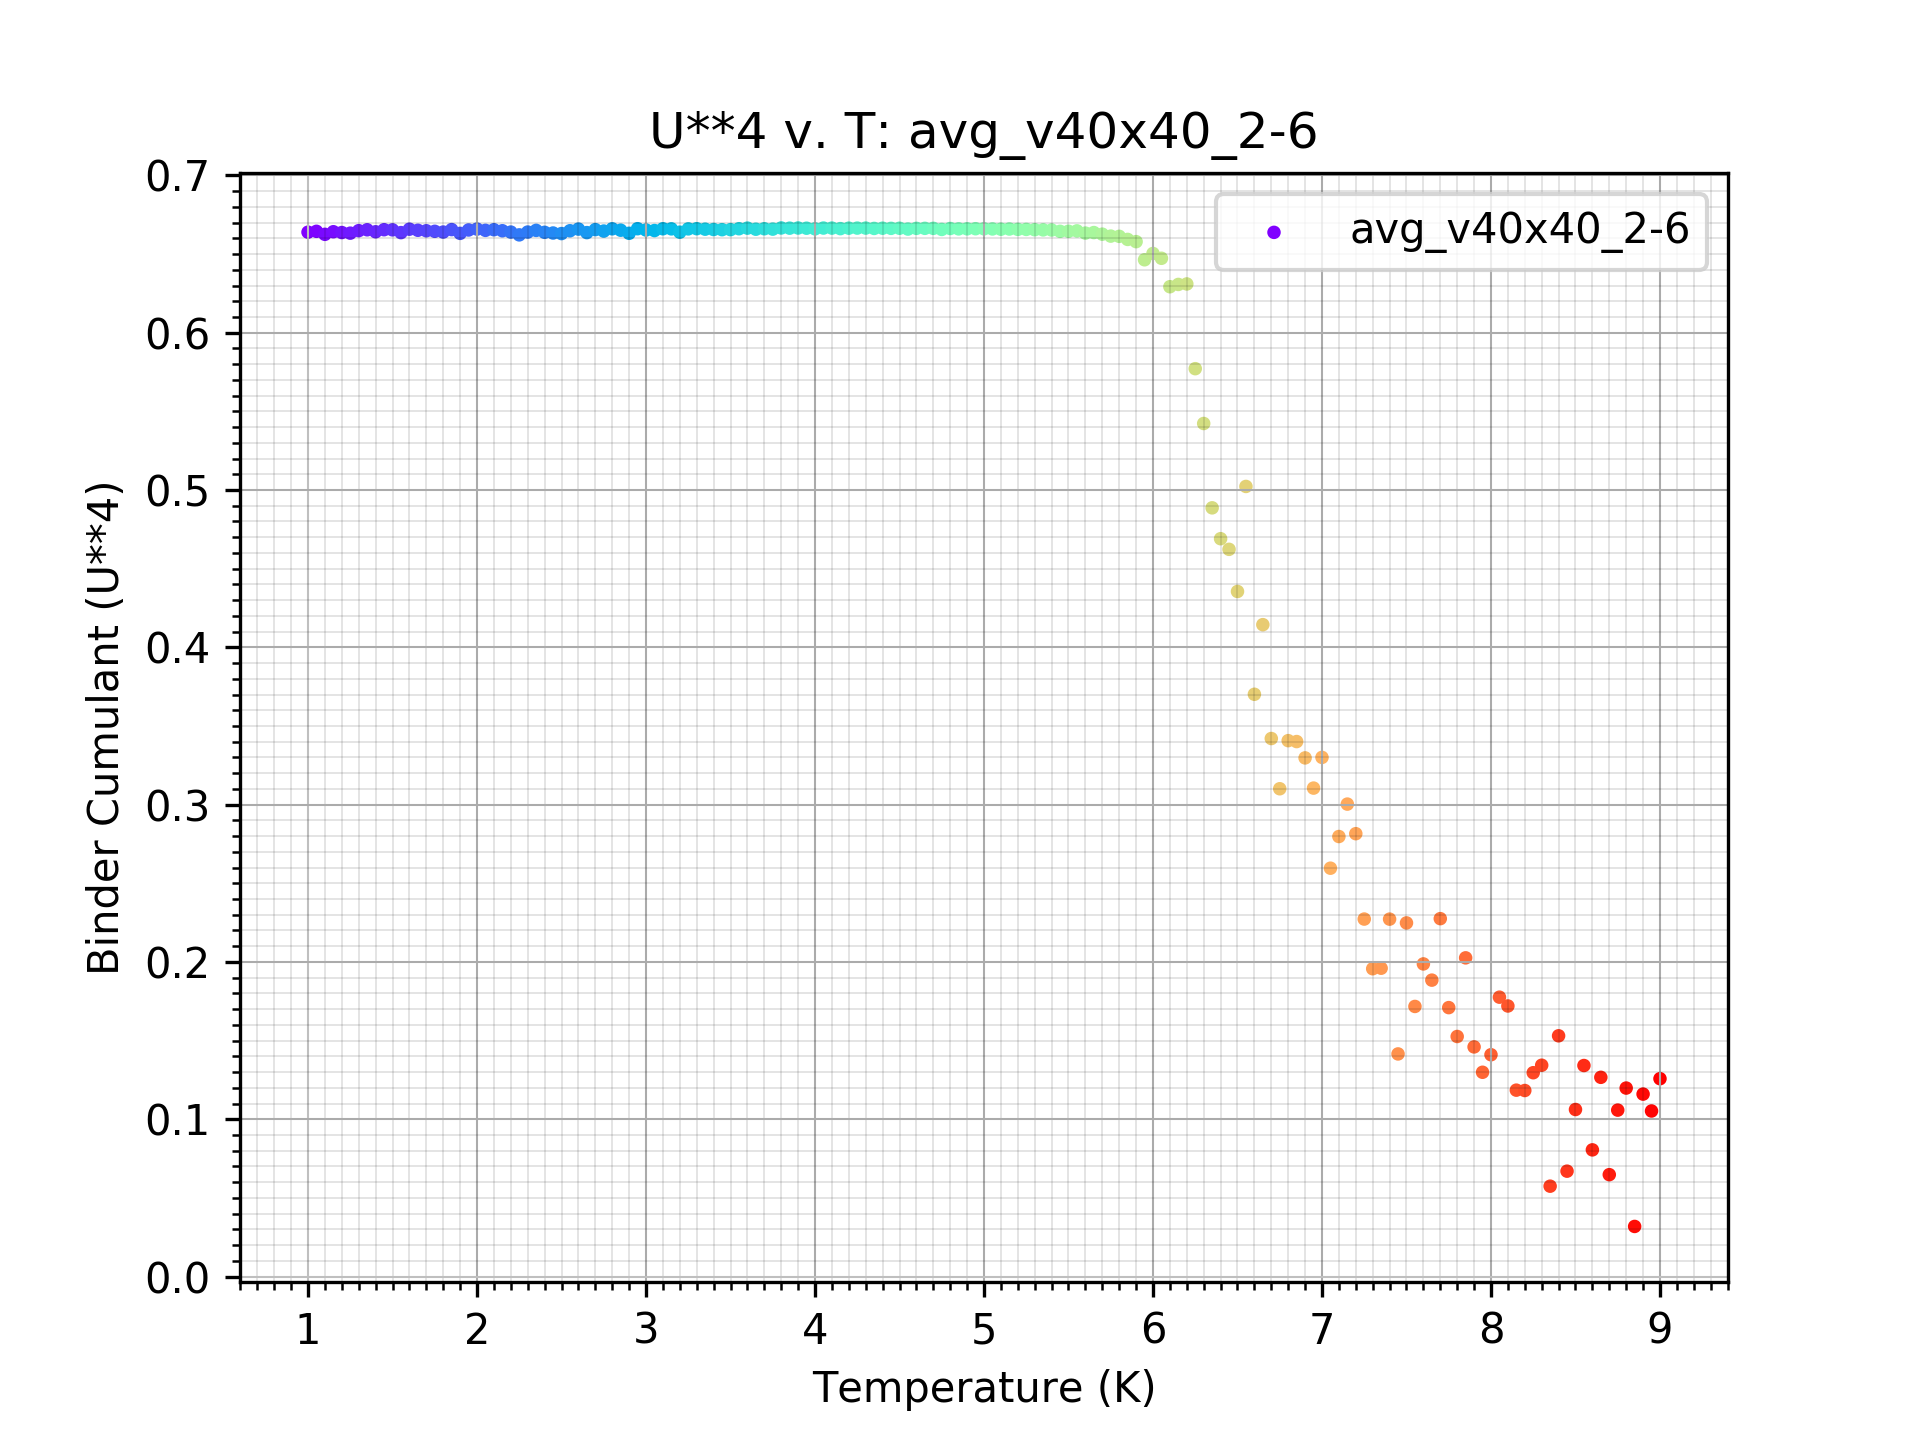 U**4 v. T: avg_v40x40_2-6
avg_v40x40_2-6
0.7
0.6
0.5
0.4
0.3
0.2
0.1
0.0
Binder Cumulant (U**4)
1 2 3 4 5 6 7 8 9
Temperature (K)